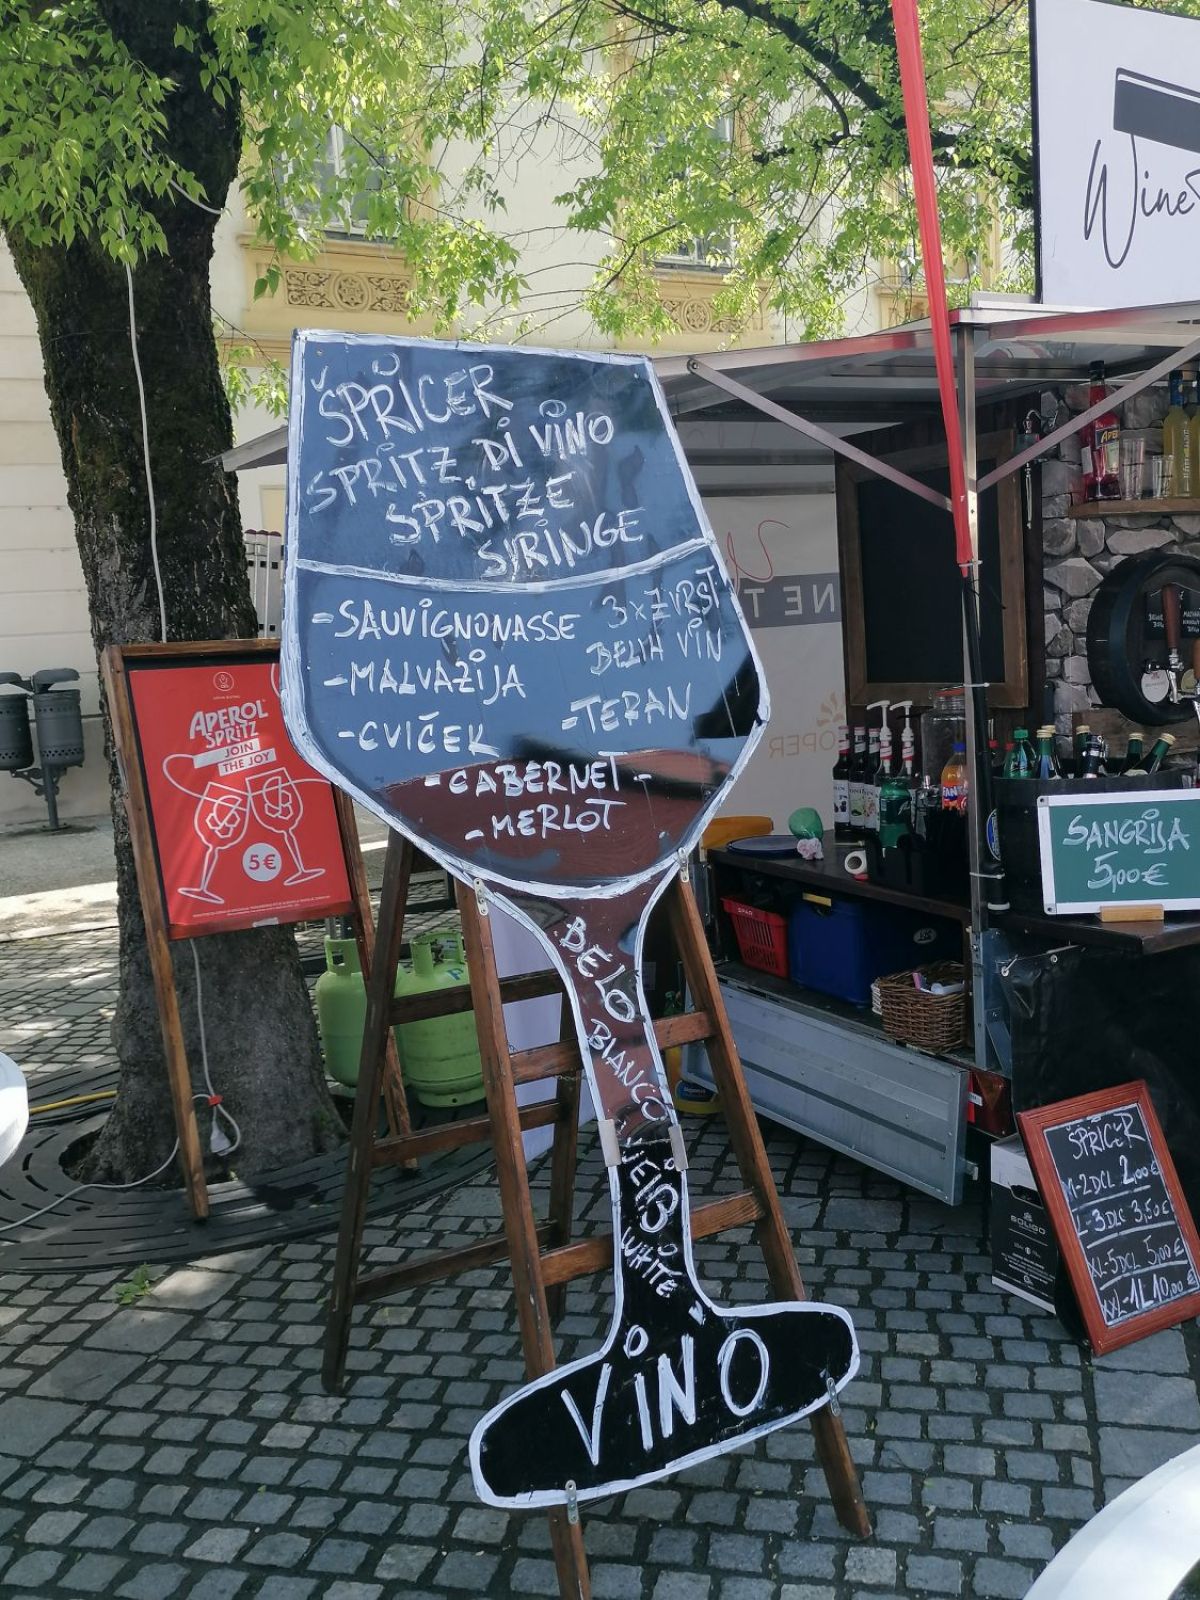 ŠPRICER
SPRITZ, DI VINO
SPRITZE
SIRINGE
-SAUVIGNONASSE
-MALVAZIJA
-CVIČEK
3 x ZVRST
BELIH VIN
-TERAN
-CABERNET-
-MERLOT
BELO
BIANCO
WEIß
WHITE
VINO
APEROL
SPRITZ
JOIN
THE JOY
5€
Wine
SANGRIJA
5,00€
ŠPRICER
M-2DCL 2,00€
L-3DLC 3,50€
XL-5DCL 5,00€
XXL-1L 10,00
SPAR